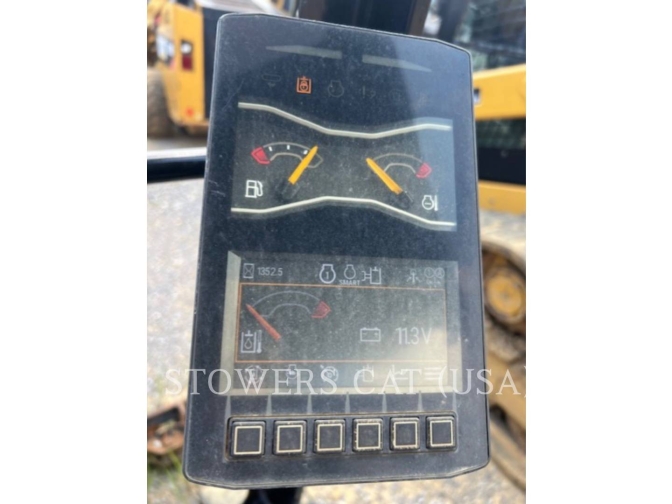 1352.5
SMART
11.3V
STOWERS CAT (USA)